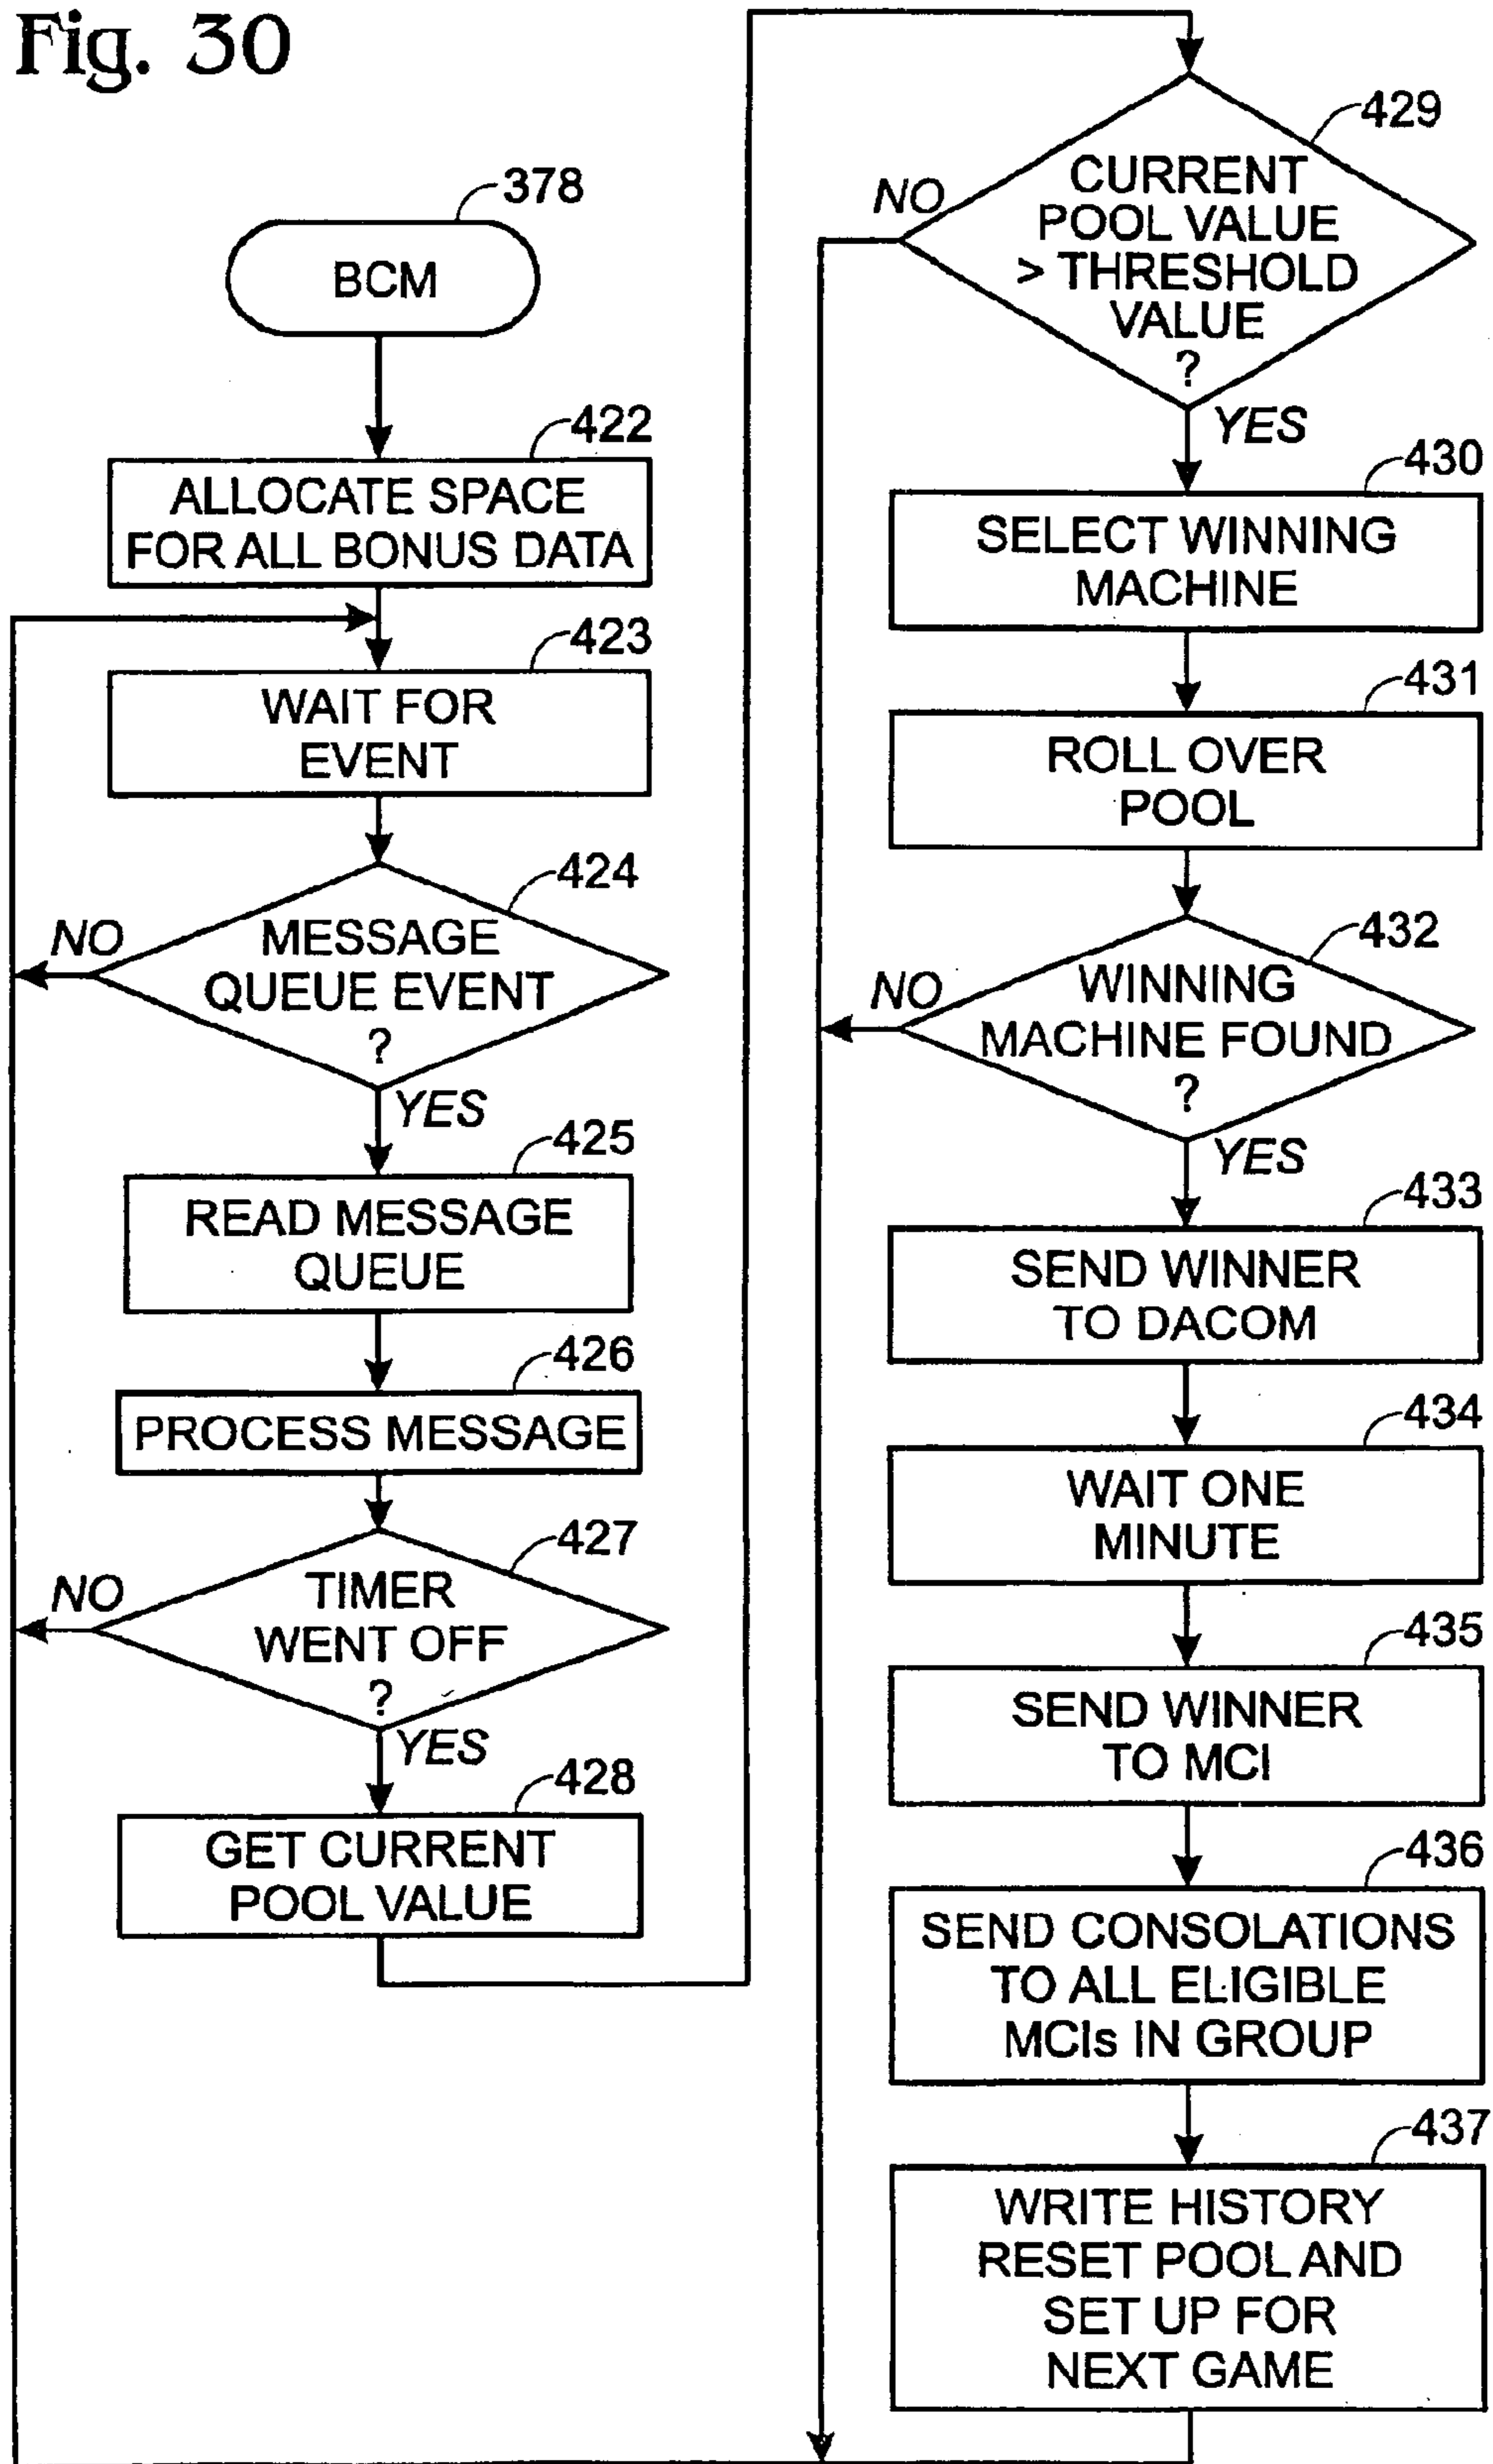 Fig. 30
378
BCM
422
ALLOCATE SPACE
FOR ALL BONUS DATA
423
WAIT FOR
EVENT
424
NO
MESSAGE
QUEUE EVENT
?
YES
425
READ MESSAGE
QUEUE
426
PROCESS MESSAGE
427
NO
TIMER
WENT OFF
?
YES
428
GET CURRENT
POOL VALUE
429
NO
CURRENT
POOL VALUE
> THRESHOLD
VALUE
?
YES
430
SELECT WINNING
MACHINE
431
ROLL OVER
POOL
432
NO
WINNING
MACHINE FOUND
?
YES
433
SEND WINNER
TO DACOM
434
WAIT ONE
MINUTE
435
SEND WINNER
TO MCI
436
SEND CONSOLATIONS
TO ALL ELIGIBLE
MCIs IN GROUP
437
WRITE HISTORY
RESET POOL AND
SET UP FOR
NEXT GAME